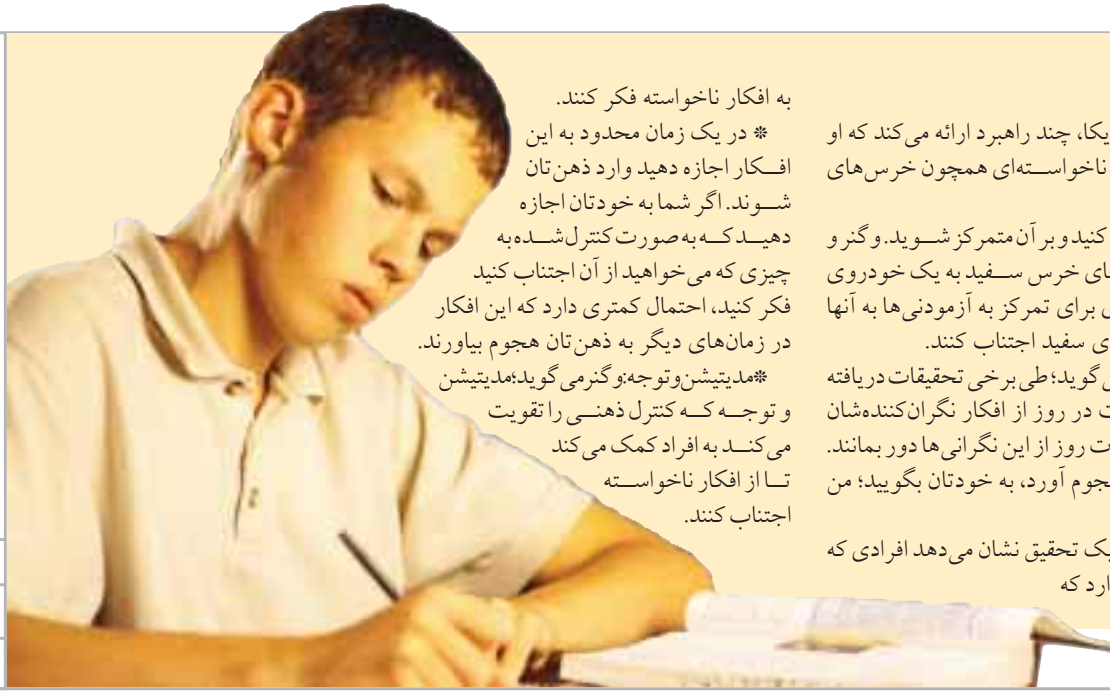 یکا، چند راهبرد ارائه می‌کند که او
ناخواسته‌ای همچون خرس‌های
کنید و بر آن متمرکز شوید. وگنر و
ای خرس سفید به یک خودروی
برای تمرکز به آزمودنی‌ها به آنها
ی سفید اجتناب کنند.
ی‌گوید؛ طی برخی تحقیقات دریافته
ت در روز از افکار نگران‌کننده‌شان
ت روز از این نگرانی‌ها دور بمانند.
جوم آورد، به خودتان بگویید؛ من
یک تحقیق نشان می‌دهد افرادی که
ارد که
به افکار ناخواسته فکر کنند.
* در یک زمان محدود به این
افکار اجازه دهید وارد ذهن‌تان
شوند. اگر شما به خودتان اجازه
دهید که به صورت کنترل شده به
چیزی که می‌خواهید از آن اجتناب کنید
فکر کنید، احتمال کمتری دارد که این افکار
در زمان‌های دیگر به ذهن‌تان هجوم بیاورند.
*مدیتیشن و توجه: وگنر می‌گوید؛ مدیتیشن
و توجه که کنترل ذهنی را تقویت
می‌کند به افراد کمک می‌کند
تا از افکار ناخواسته
اجتناب کنند.